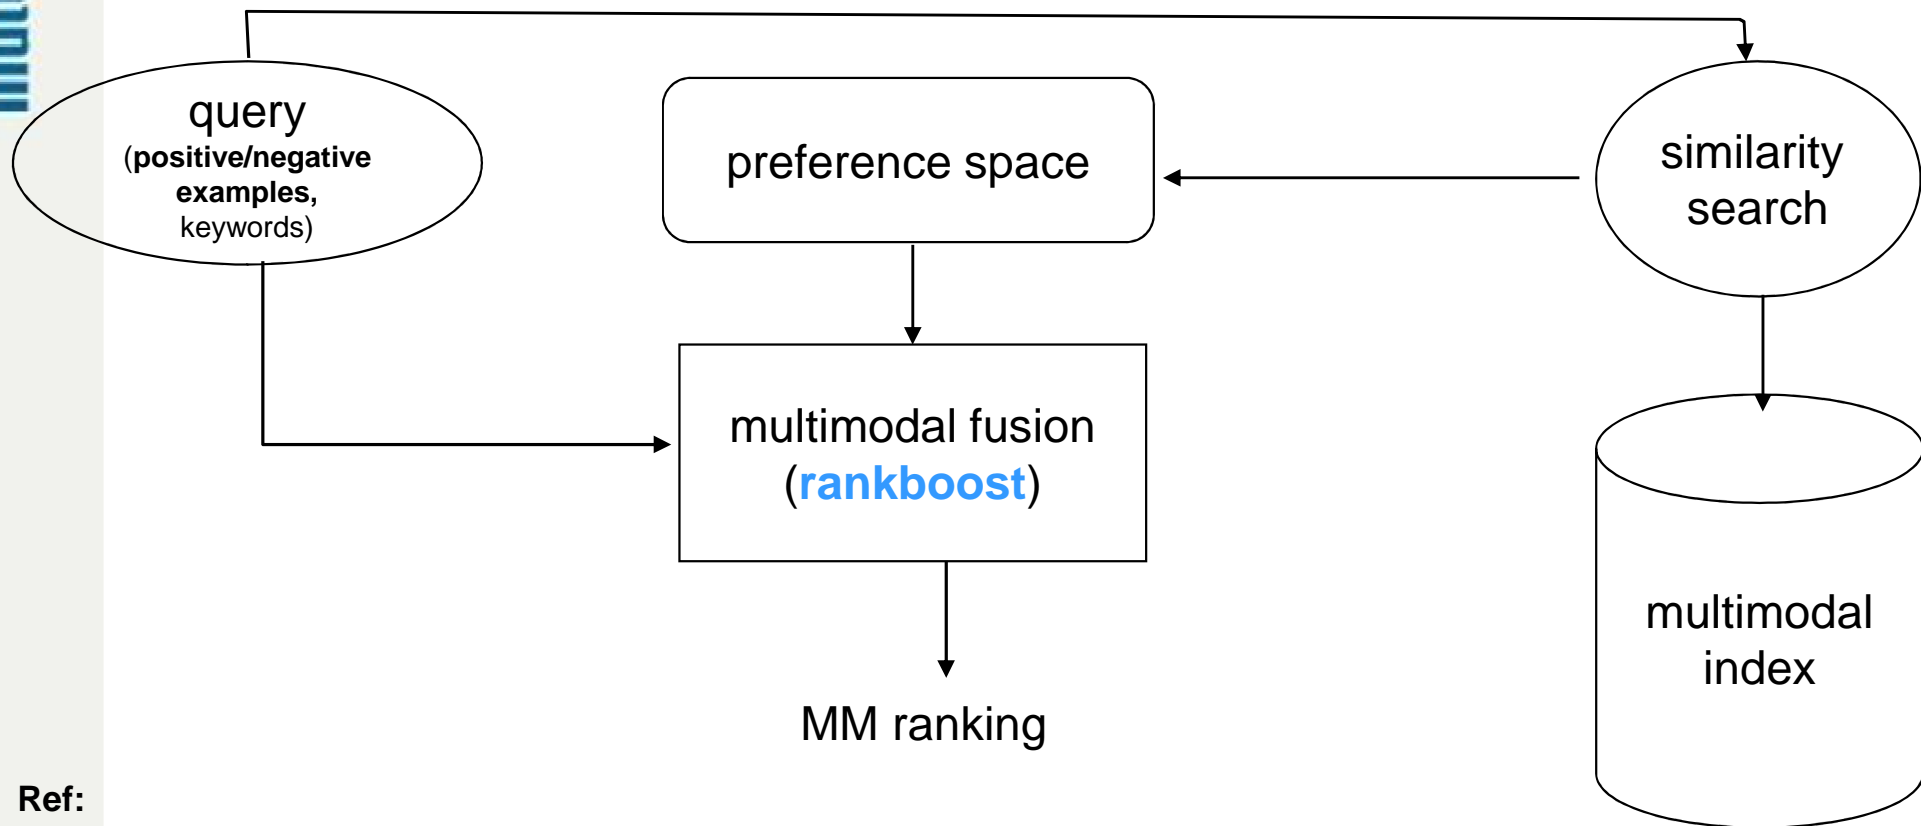 query
(positive/negative
examples,
keywords)
preference space
similarity
search
multimodal fusion
(rankboost)
multimodal
index
MM ranking
Ref: